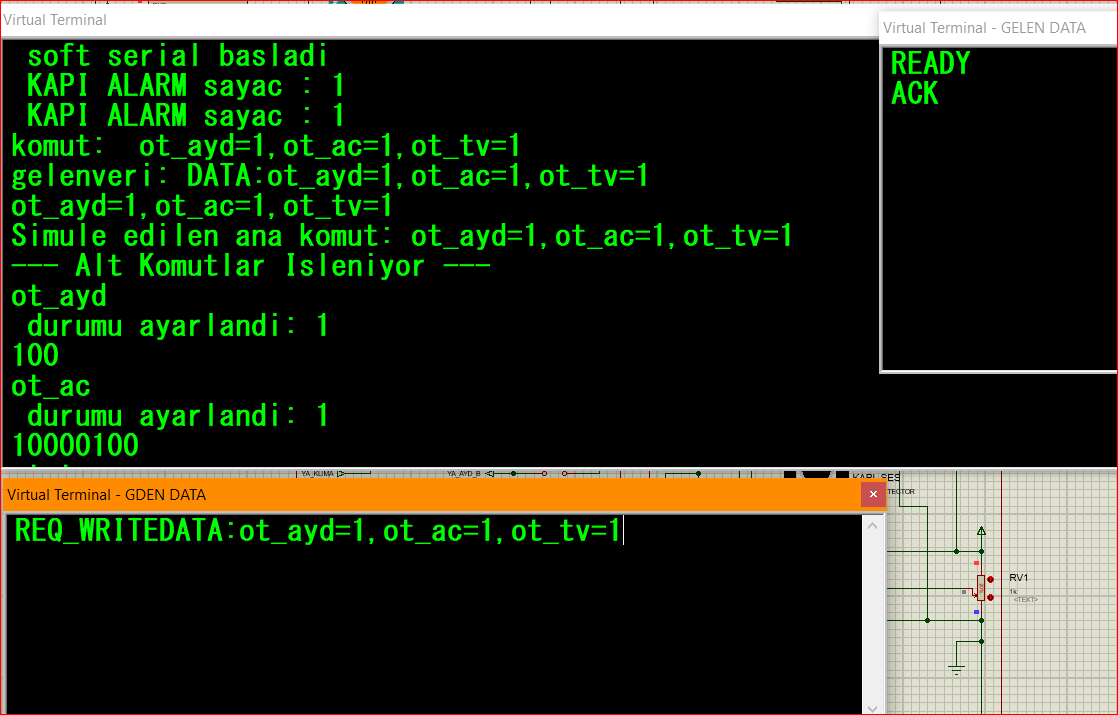 Virtual Terminal
soft serial basladi
KAPI ALARM sayac : 1
KAPI ALARM sayac : 1
komut:  ot_ayd=1,ot_ac=1,ot_tv=1
gelenveri: DATA:ot_ayd=1,ot_ac=1,ot_tv=1
ot_ayd=1,ot_ac=1,ot_tv=1
Simule edilen ana komut: ot_ayd=1,ot_ac=1,ot_tv=1
--- Alt Komutlar Isleniyor ---
ot_ayd
durumu ayarlandi: 1
100
ot_ac
durumu ayarlandi: 1
10000100
Virtual Terminal - GELEN DATA
READY
ACK
YA_KLIMA
YA_AYD_B
Virtual Terminal - GDEN DATA
REQ_WRITEDATA:ot_ayd=1,ot_ac=1,ot_tv=1
RV1
1k
<TEXT>